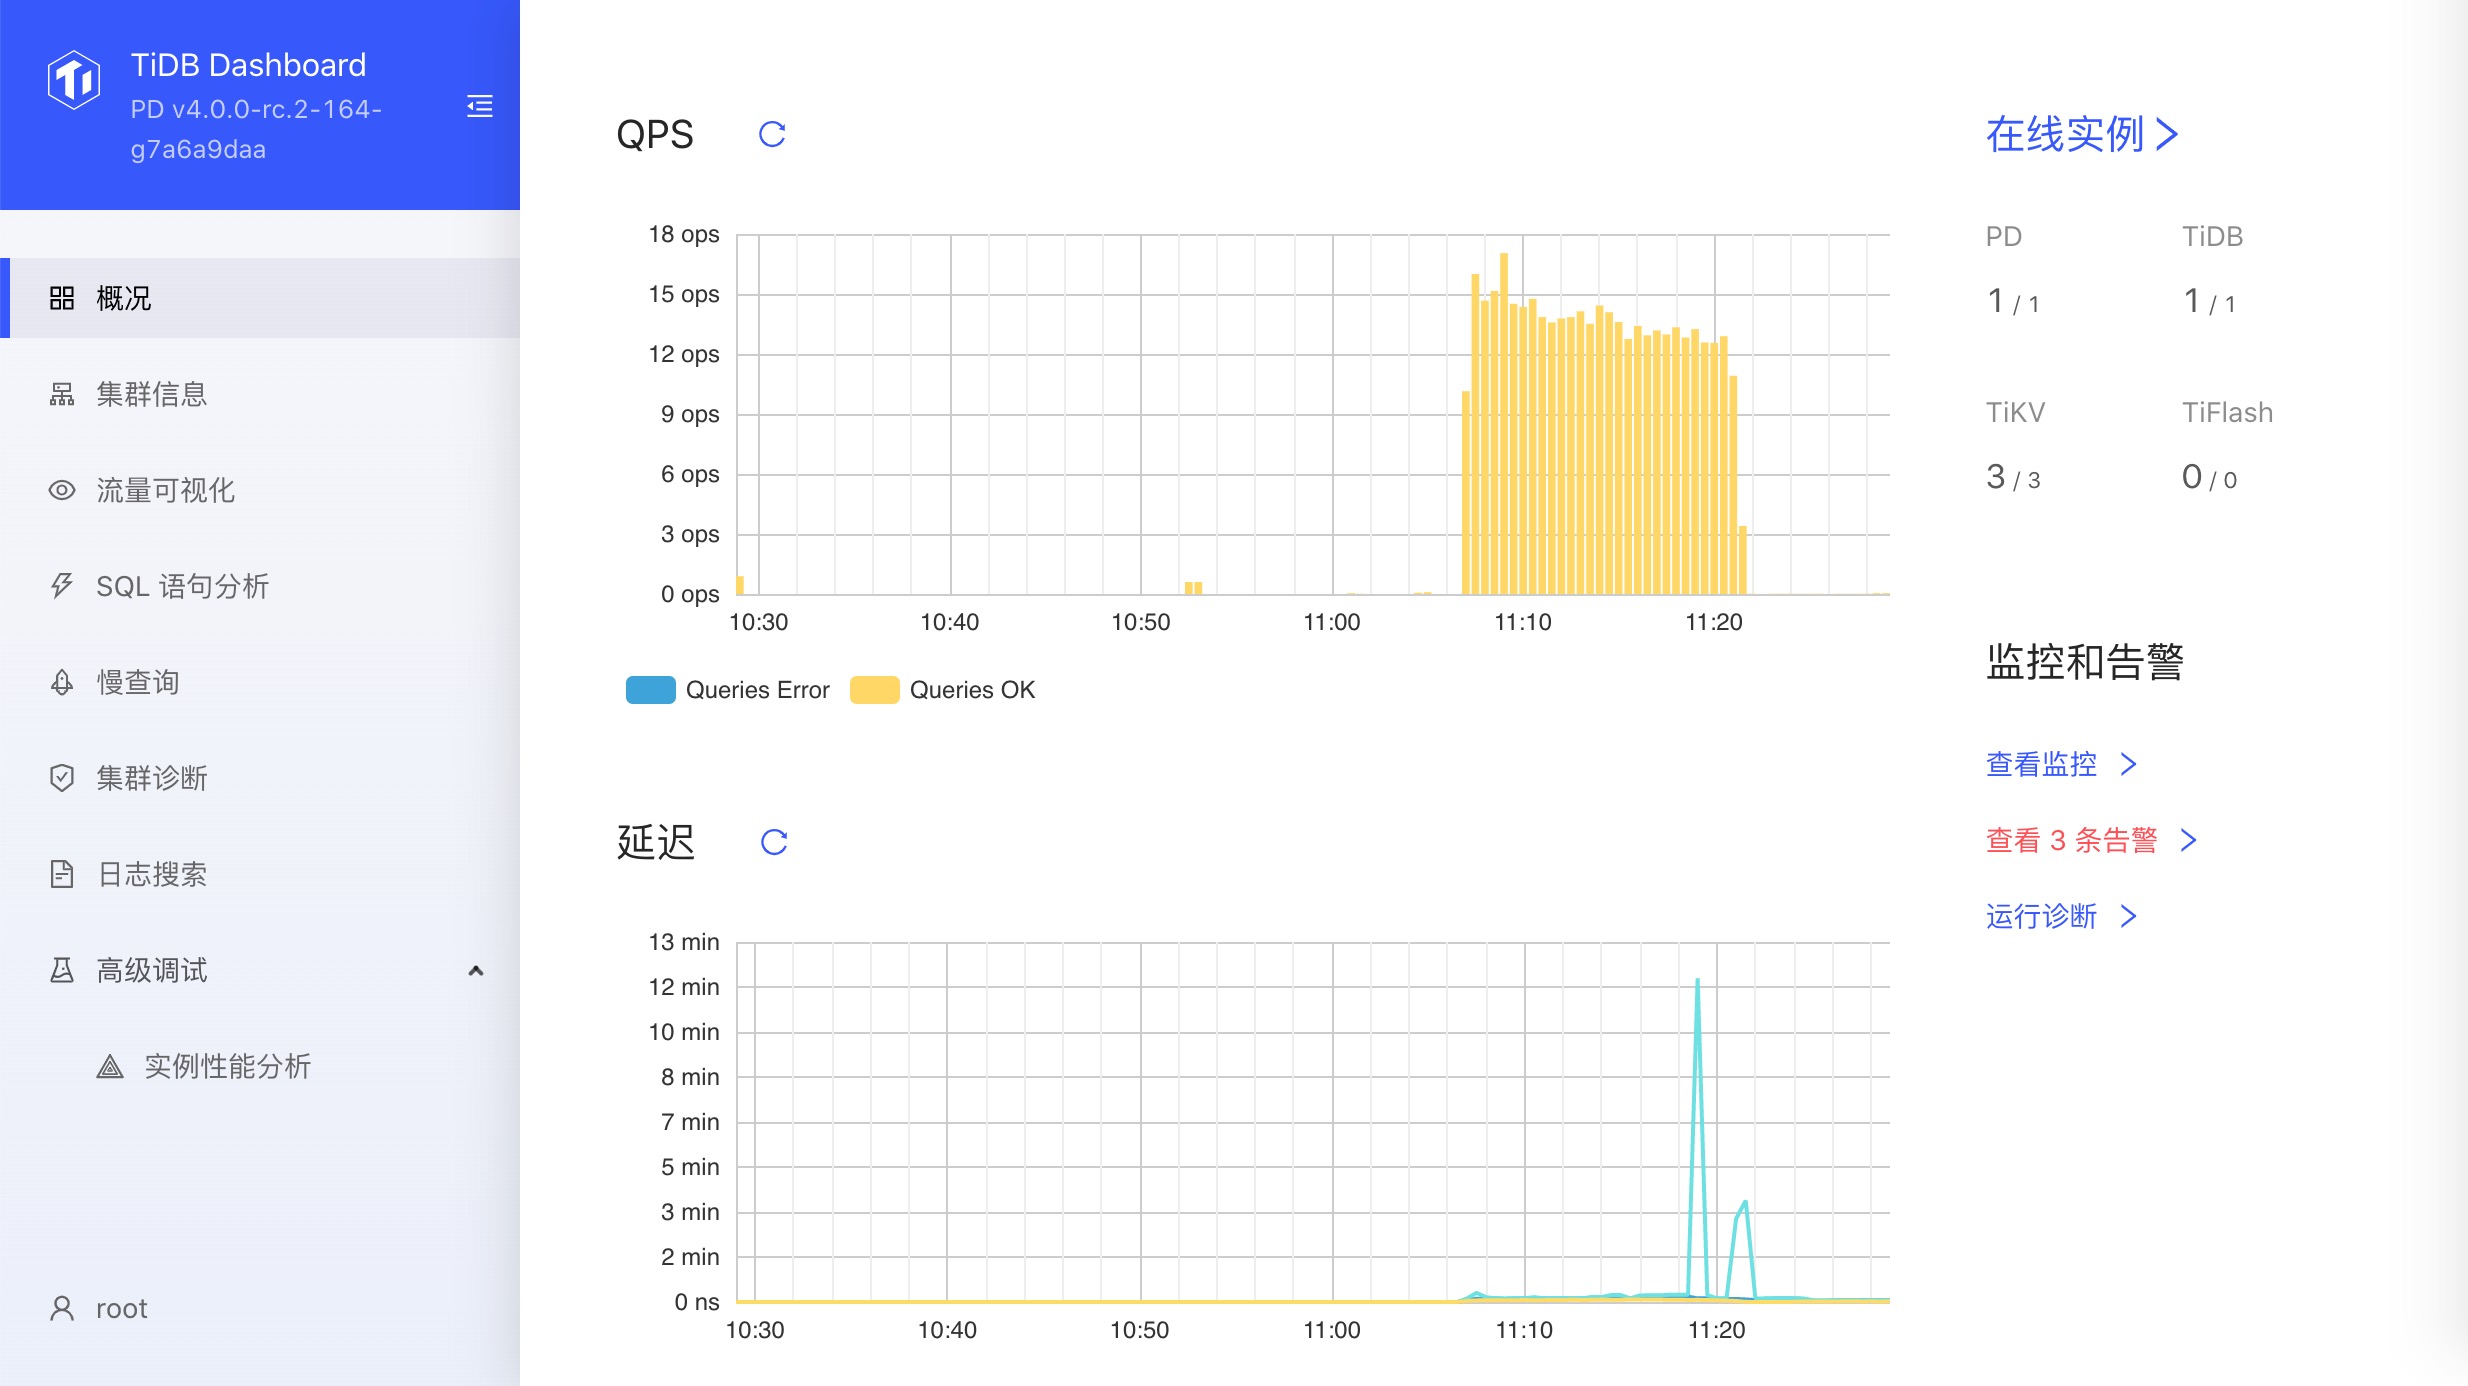 TiDB Dashboard
PD v4.0.0-rc.2-164-
g7a6a9daa
概况
集群信息
流量可视化
SQL 语句分析
慢查询
集群诊断
日志搜索
高级调试
实例性能分析
root
QPS
18 ops
15 ops
12 ops
9 ops
6 ops
3 ops
0 ops
10:30 10:40 10:50 11:00 11:10 11:20
Queries Error Queries OK
延迟
13 min
12 min
10 min
8 min
7 min
5 min
3 min
2 min
0 ns
10:30 10:40 10:50 11:00 11:10 11:20
在线实例
PD TiDB
1 / 1 1 / 1
TiKV TiFlash
3 / 3 0 / 0
监控和告警
查看监控
查看 3 条告警
运行诊断